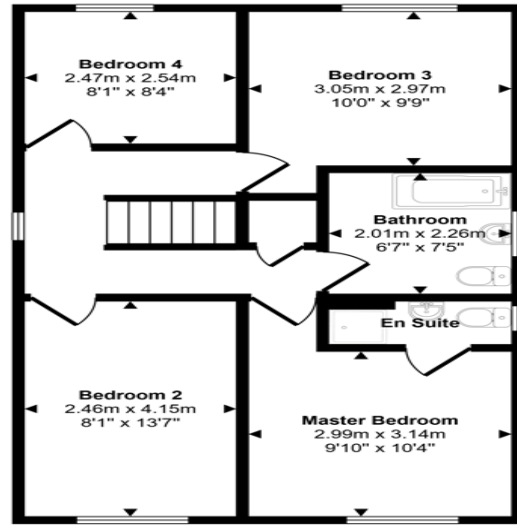 Bedroom 4
2.47m x 2.54m
8'1" x 8'4"
Bedroom 3
3.05m x 2.97m
10'0" x 9'9"
Bathroom
2.01m x 2.26m
6'7" x 7'5"
En Suite
Bedroom 2
2.46m x 4.15m
8'1" x 13'7"
Master Bedroom
2.99m x 3.14m
9'10" x 10'4"